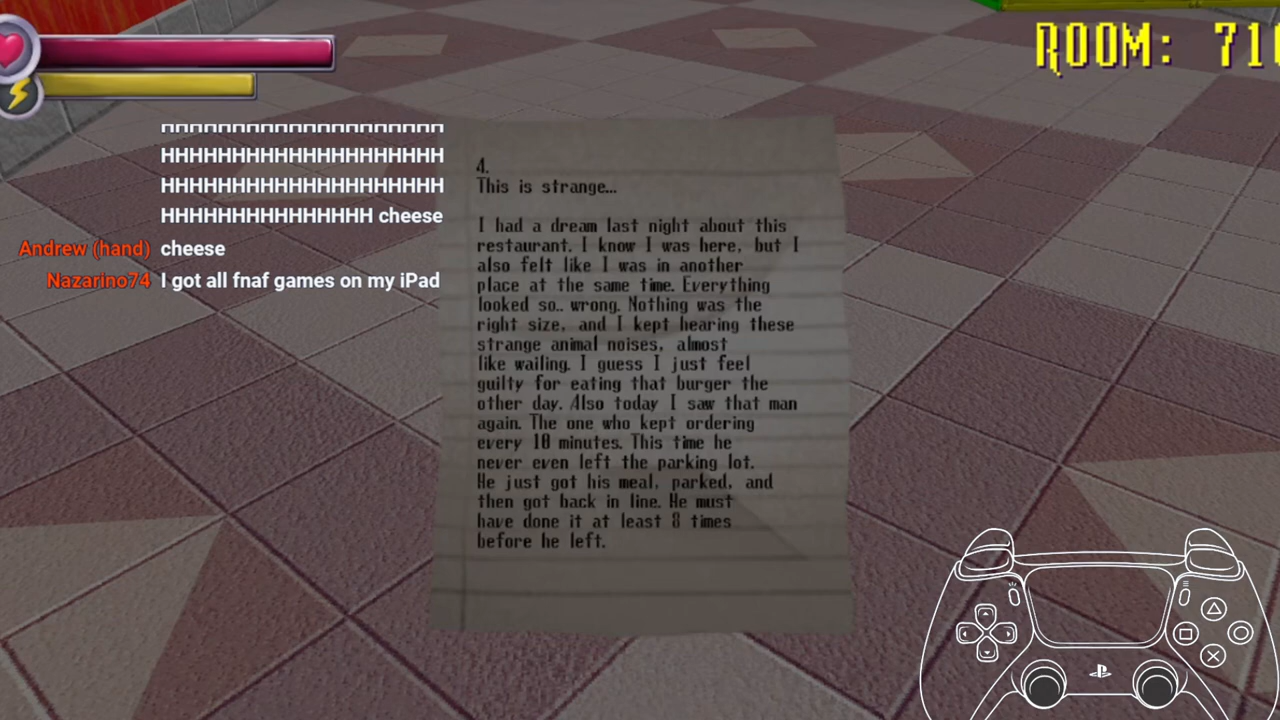 ROOM: 71
HHHHHHHHHHHHHHHHHHHH
HHHHHHHHHHHHHHHHHHHH
HHHHHHHHHHHHHHH cheese
Andrew (hand) cheese
Nazarino74 I got all fnaf games on my iPad
4.
This is strange...
I had a dream last night about this
restaurant. I know I was here, but I
also felt like I was in another
place at the same time. Everything
looked so.. wrong. Nothing was the
right size, and I kept hearing these
strange animal noises, almost
like wailing. I guess I just feel
guilty for eating that burger the
other day. Also today I saw that man
again. The one who kept ordering
every 10 minutes. This time he
never even left the parking lot.
He just got his meal, parked, and
then got back in line. He must
have done it at least 8 times
before he left.